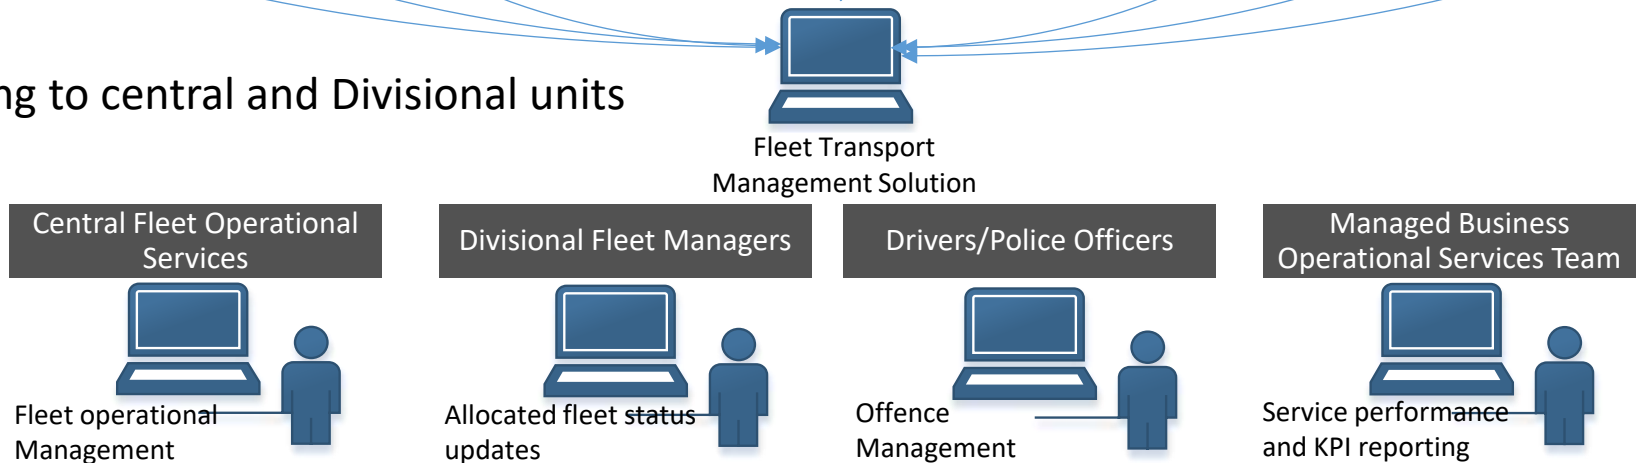 ng to central and Divisional units
Fleet Transport
Management Solution
Central Fleet Operational
Services
Divisional Fleet Managers
Drivers/Police Officers
Managed Business
Operational Services Team
Fleet operational
Management
Allocated fleet status
updates
Offence
Management
Service performance
and KPI reporting